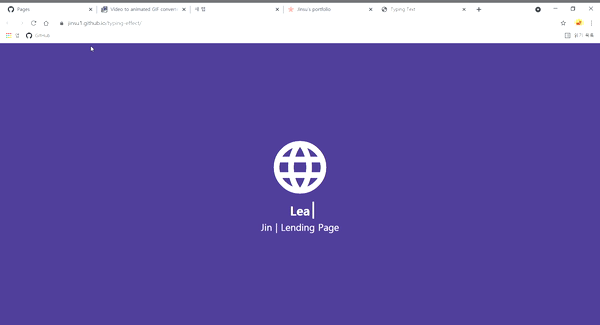 Pages
Video to animated GIF conver
새 탭
Jinsu's portfolio
Typing Text
jinsu1.github.io/typing-effect/
앱
GitHub
읽기 목록
Lea
Jin | Lending Page